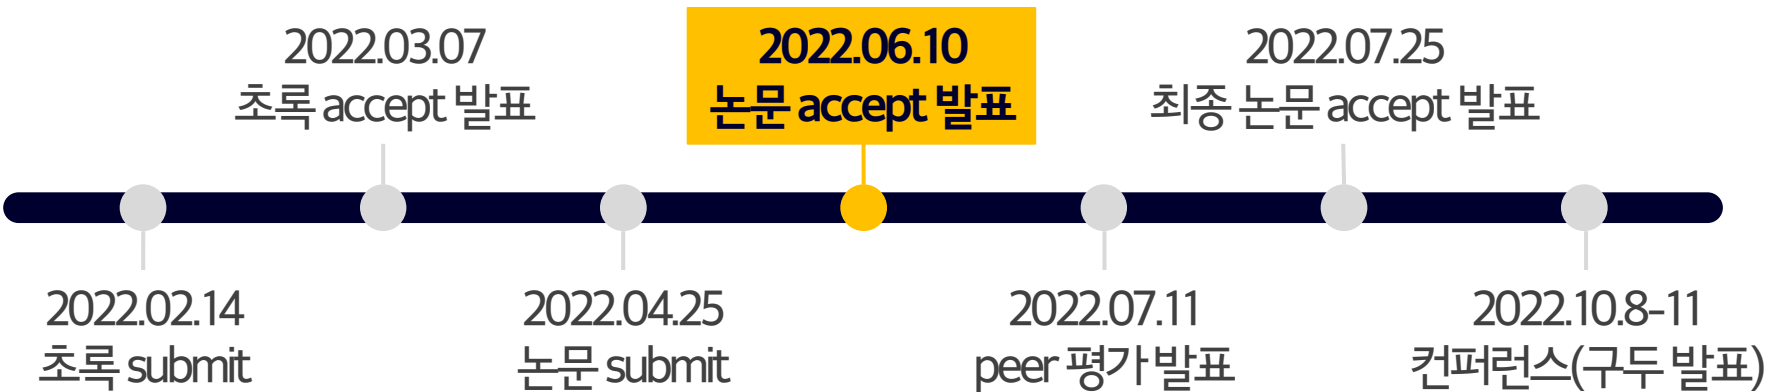 2022.03.07
초록 accept 발표
2022.06.10
논문 accept 발표
2022.07.25
최종 논문 accept 발표
2022.02.14
초록 submit
2022.04.25
논문 submit
2022.07.11
peer 평가 발표
2022.10.8-11
컨퍼런스(구두 발표)